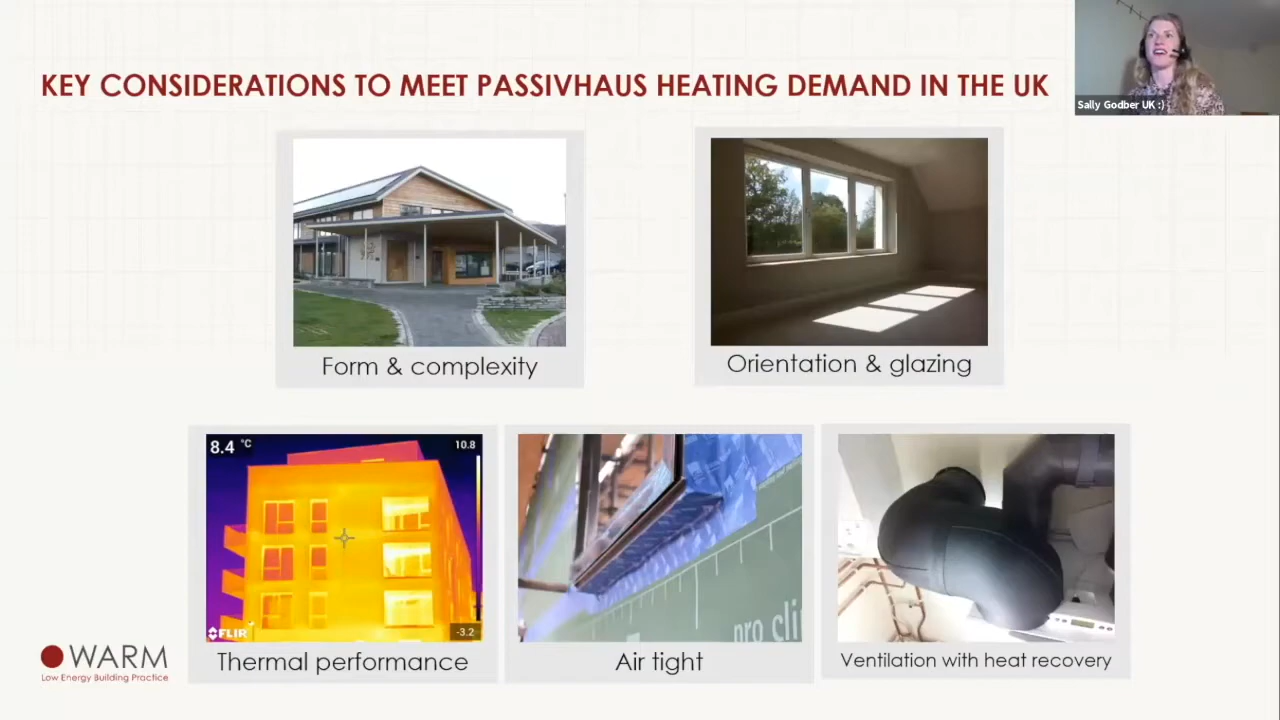 KEY CONSIDERATIONS TO MEET PASSIVHAUS HEATING DEMAND IN THE UK
Sally Godber UK :)
Form & complexity
Orientation & glazing
8.4 °C
10.8
FLIR
-3.2
pro cli
Thermal performance
Air tight
Ventilation with heat recovery
WARM
Low Energy Building Practice